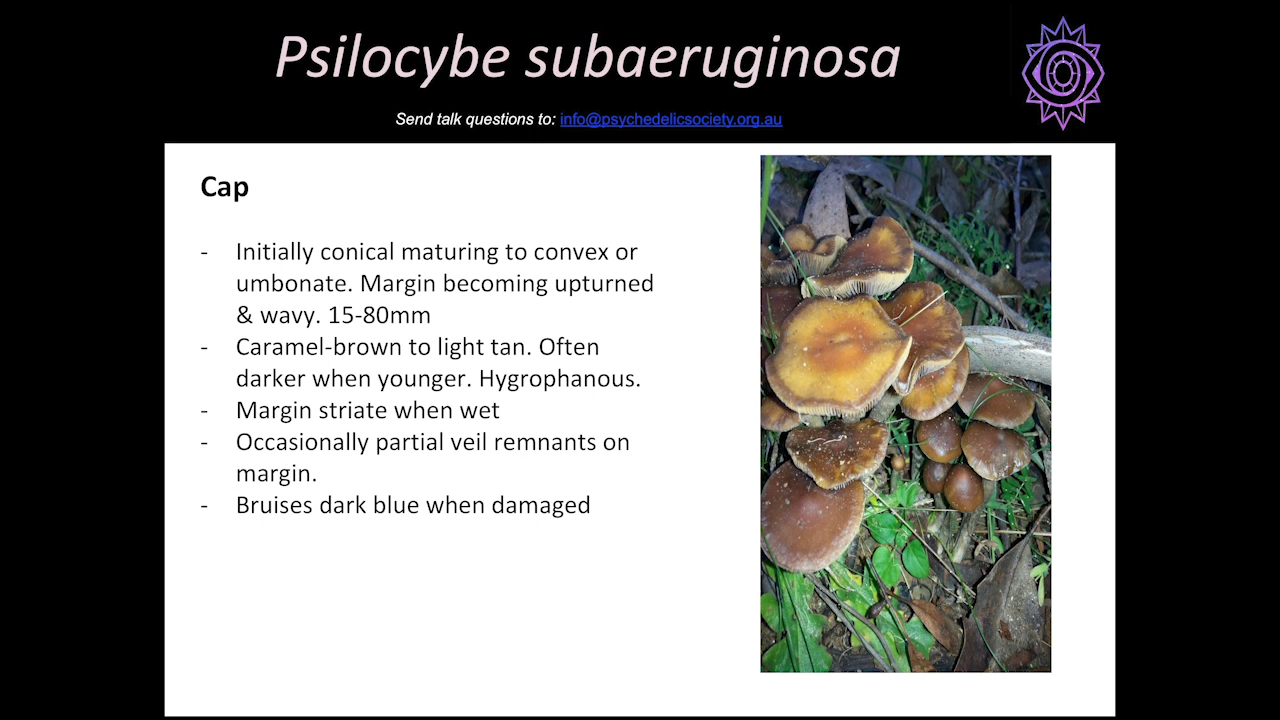 Psilocybe subaeruginosa
Send talk questions to: info@psychedelicsociety.org.au
Cap
- Initially conical maturing to convex or
umbonate. Margin becoming upturned
& wavy. 15-80mm
- Caramel-brown to light tan. Often
darker when younger. Hygrophanous.
- Margin striate when wet
- Occasionally partial veil remnants on
margin.
- Bruises dark blue when damaged